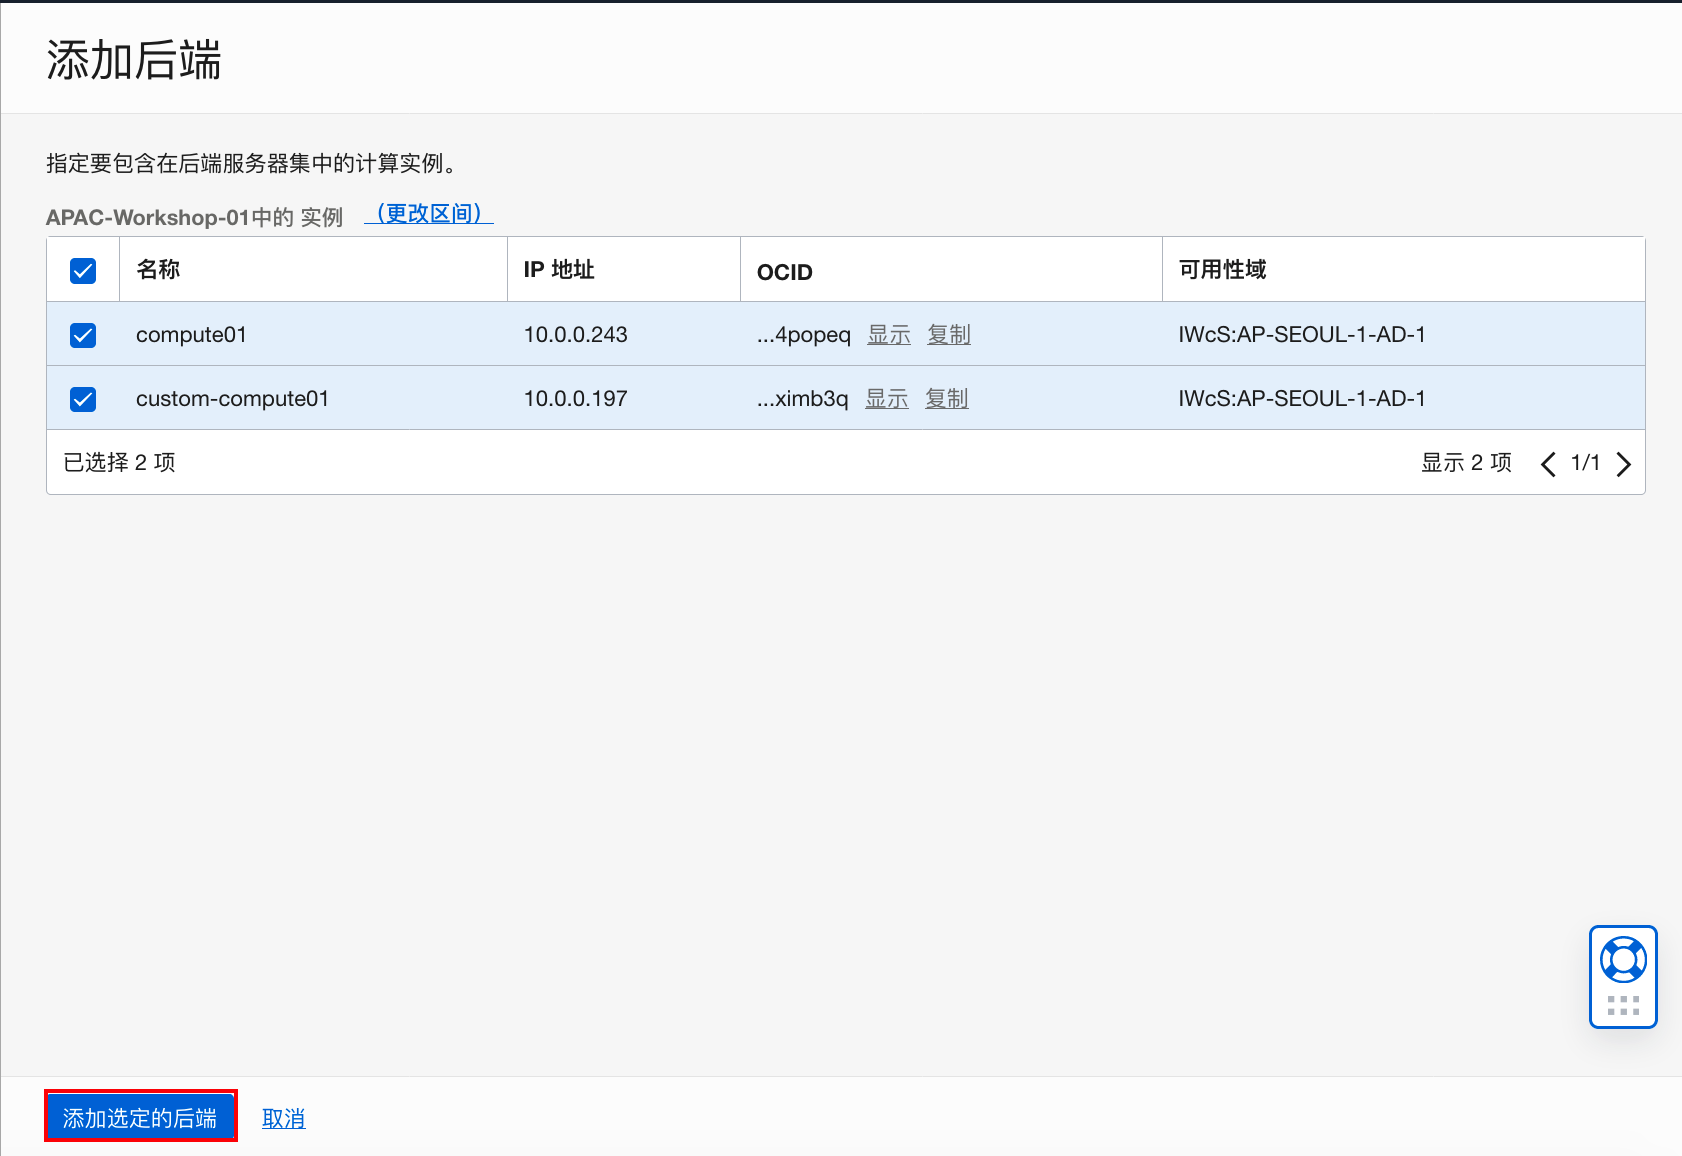 添加后端
指定要包含在后端服务器集中的计算实例。
APAC-Workshop-01中的 实例 （更改区间）
名称 IP 地址 OCID 可用性域
compute01 10.0.0.243 ...4popeq 显示 复制 IWcS:AP-SEOUL-1-AD-1
custom-compute01 10.0.0.197 ...ximb3q 显示 复制 IWcS:AP-SEOUL-1-AD-1
已选择 2 项 显示 2 项 1/1
添加选定的后端 取消